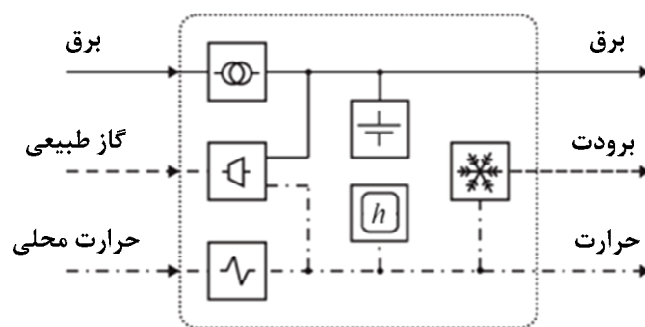 برق
برق
گاز طبیعی
برودت
h
حرارت محلی
حرارت